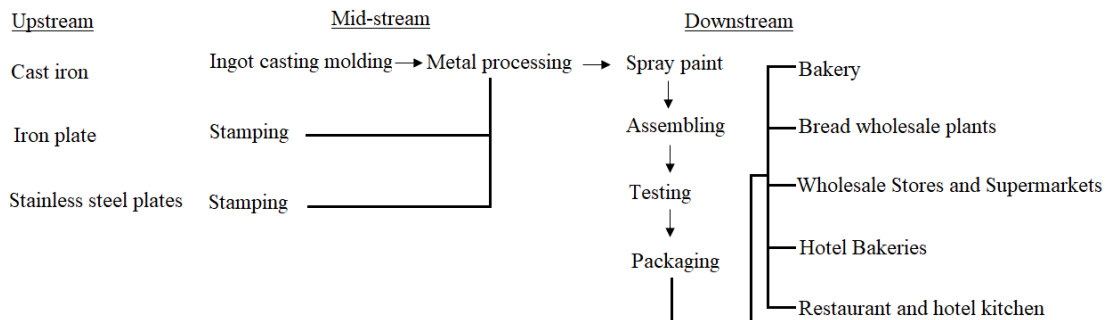 Upstream
Mid-stream
Downstream
Cast iron
Ingot casting molding
Metal processing
Spray paint
Bakery
Iron plate
Stamping
Assembling
Bread wholesale plants
Stainless steel plates
Stamping
Testing
Wholesale Stores and Supermarkets
Packaging
Hotel Bakeries
Restaurant and hotel kitchen